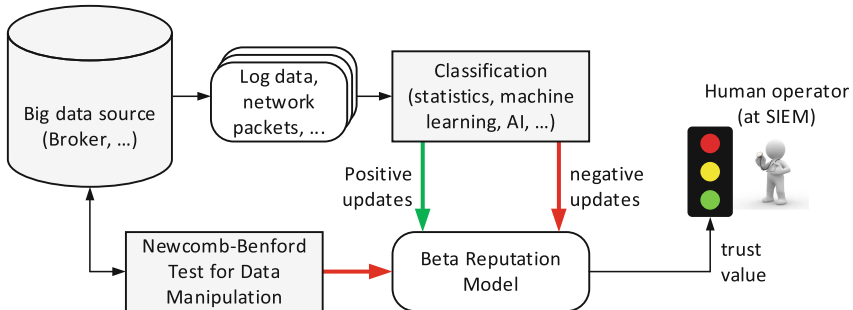 Big data source
(Broker, …)
Log data,
network
packets, ...
Classification
(statistics, machine
learning, AI, …)
Human operator
(at SIEM)
Positive
updates
negative
updates
Newcomb-Benford
Test for Data
Manipulation
Beta Reputation
Model
trust
value